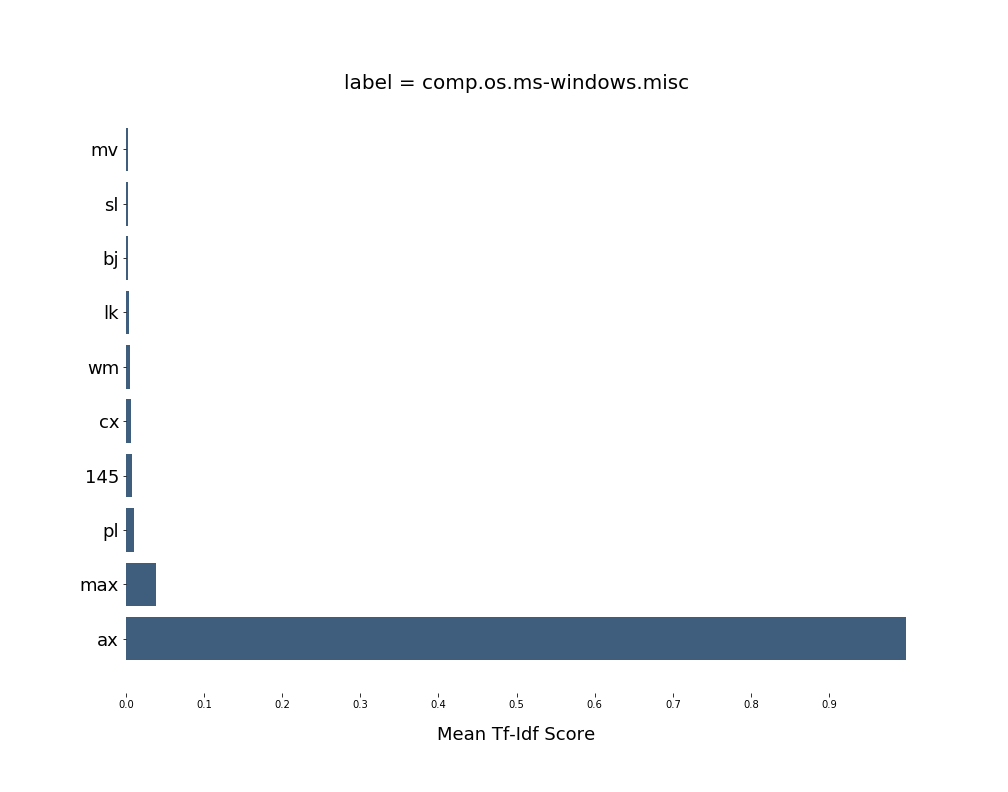 label = comp.os.ms-windows.misc
mv
sl
bj
lk
wm
cx
145
pl
max
ax
0.0 0.1 0.2 0.3 0.4 0.5 0.6 0.7 0.8 0.9
Mean Tf-Idf Score